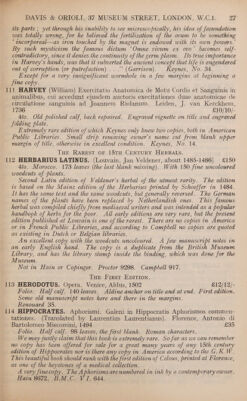 DAVIS & ORIOLI, 37 MUSEUM STREET, LONDON, W.C.1. 27
its parts; yet through his inability to use microscopically, his idea of foundation
was totally wrong, for he believed the fertilization of the ovum to be something
‘incorporeal’—as iron touched by the magnet is endowed with its own powers.
By such mysticism the famous dictum ‘Omne vivum ex ovo’ becomes self-
contradictory, since it denies the continuity of the germ plasm. Its true importance
in Harvey's hands, was that it subverted the ancient concept that life is engendered
out of corruption (or putrefaction) . . .” (Garrison). Keynes, No. 34.
Except for a very insignificant wormhole in a few margins of beginning a
fine copy.
111 HARVEY (William) Exercitatio Anatomica de Motu Cordis et Sanguinis in
animalibus, cui accedunt ejusdem auctoris exercitationes duae anatomicae de
circulatione sanguinis ad Joannem Riolanum. Leiden, J. van Kerckhem,
1736 £10/10/-
4to. Old polished calf, back repaired. Engraved vignette on title and engraved
folding plate.
Extremely rare edition of which Keynes only knew two copies, both in American
Public Libraries. Small strip removing owner's name cut from blank upper
margin of title, otherwise in excellent condition. Keynes, No. 14.
THE RAREST OF THE 15TH CENTURY HERBALS.
112 HERBARIUS LATINUS. (Louvain, Jan Veldener, about 1485-1486) £150
4to. Morocco. 173 leaves (the last blank missing). With 150 fine uncoloured
woodcuts of plants.
Second Latin edition of Veldener's herbal of the utmost rarity. The edition
is based on the Mainz edition of the Herbarius printed by Schoeffer in 1484.
It has the same text and the same woodcuts, but generally reversed. The German
names of the plants have been replaced by Netherlandish ones. This famous
herbal was compiled chiefly from mediaeval writers and was intended as a popular
handbook of herbs for the poor. All early editions are very rare, but the present
edition published at Louvain is one of the rarest. There are no copies in America
or in French Public Libraries, and according to Campbell no copies are quoted
as existing in Dutch or Belgian libraries.
An excellent copy with the woodcuts uncoloured. A few manuscript notes in
an early English hand. The copy is a duplicate from the British Museum
Library, and has the library stamp inside the binding, which was done for the
Museum.
Not in Hain or Copinger. Proctor 9298. Campbell 917.
THE FIRST EDITION.
113 HERODOTUS. Opera. Venice, Aldus, 1502 £12/12/-
Folio. Half calf. 140 leaves. Aldine anchor on title and at end. First edition.
Some old manuscript notes here and there in the margins.
Renouard 35.
114 HIPPOCRATES. Aphorismi. Galeni in Hippocratis Aphorismos commen-
tationes. (Translated by Laurentius Laurentianus). Florence, Antonio di
Bartolomeo Miscomini, 1494 £35
Folio. Half calf. 98 leaves, the first blank. Roman characters.
We may justly claim that this book is extremely rare. So far as we can remember
no copy has been offered for sale for a great many years of any 15th century
edition of Hippocrates nor is there any copy in America according to the G.K.W.
This beautiful book should rank with the first edition of Celsus, printed at Florence,
as one of the keystones of a medical collection.
A very fine copy. The Aphorisms are numbered in ink by a contemporary owner.
Hain 8672. B.M.C. VI. 644.